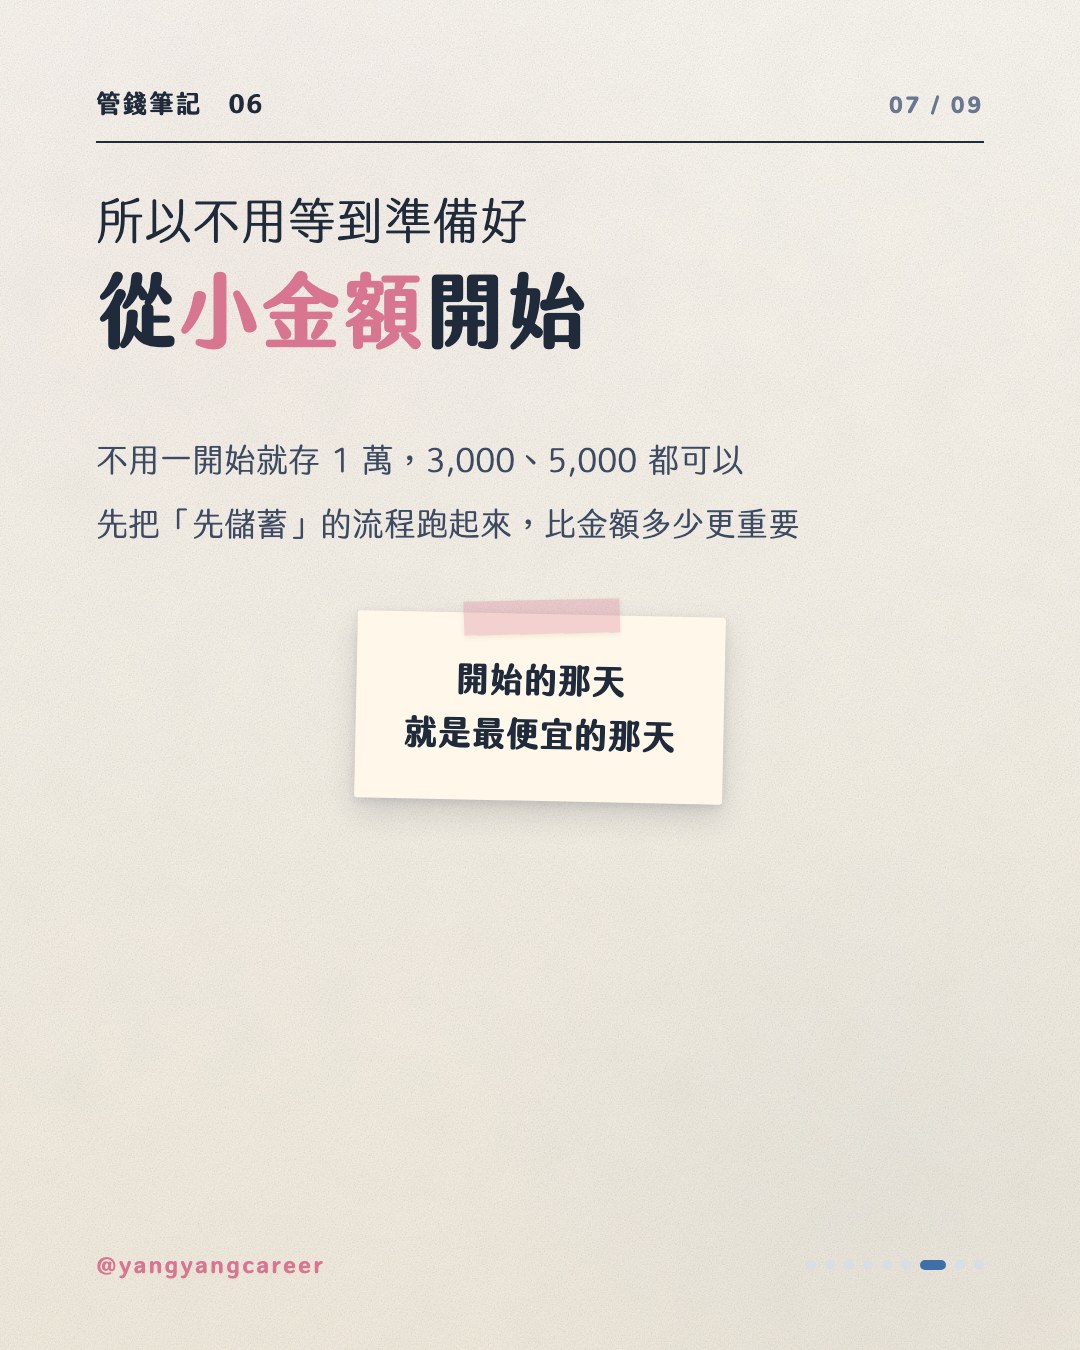 管錢筆記 06
07 / 09
所以不用等到準備好
從小金額開始
不用一開始就存 1 萬，3,000、5,000 都可以
先把「先儲蓄」的流程跑起來，比金額多少更重要
開始的那天
就是最便宜的那天
@yangyangcareer